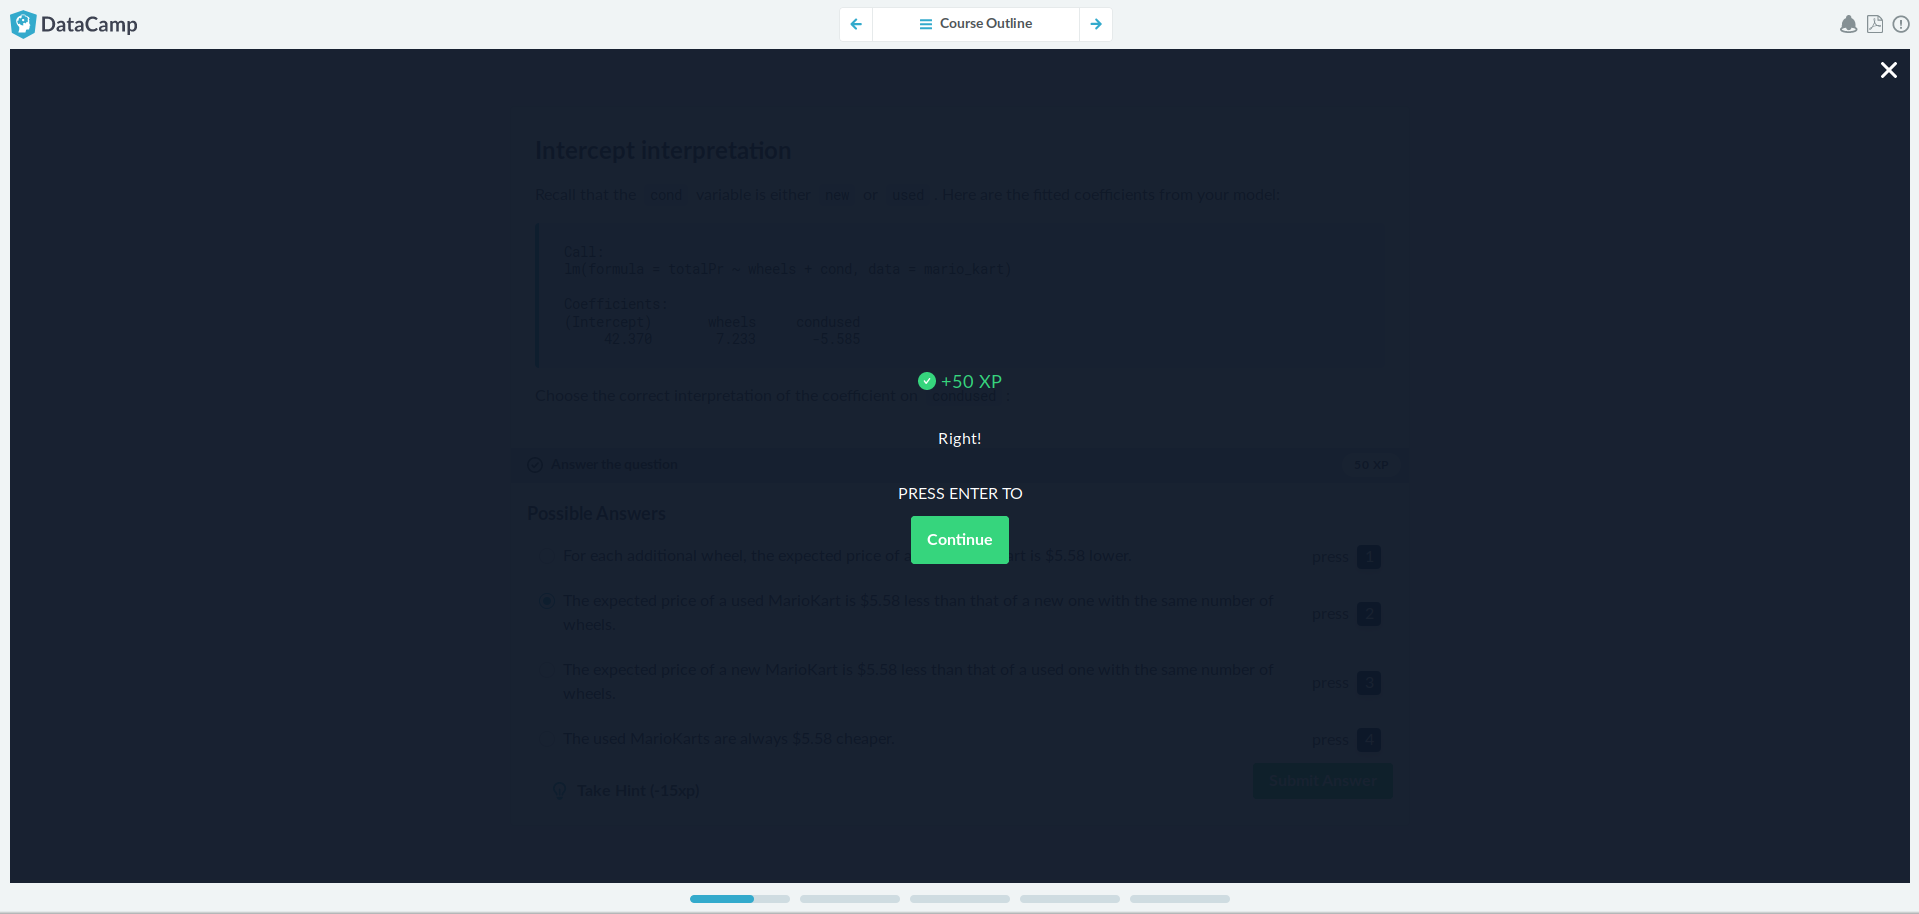 DataCamp
Course Outline
Intercept interpretation
Recall that the cond variable is either new or used . Here are the fitted coefficients from your model:
Call:
lm(formula = totalPr ~ wheels + cond, data = mario_kart)
Coefficients:
(Intercept) wheels condused
42.370 7.233 -5.585
+50 XP
Choose the correct interpretation of the coefficient on condused :
Right!
Answer the question
50 XP
PRESS ENTER TO
Possible Answers
Continue
For each additional wheel, the expected price of a art is $5.58 lower.
press 1
The expected price of a used MarioKart is $5.58 less than that of a new one with the same number of
wheels.
press 2
The expected price of a new MarioKart is $5.58 less than that of a used one with the same number of
wheels.
press 3
The used MarioKarts are always $5.58 cheaper.
press 4
Submit Answer
Take Hint (-15xp)